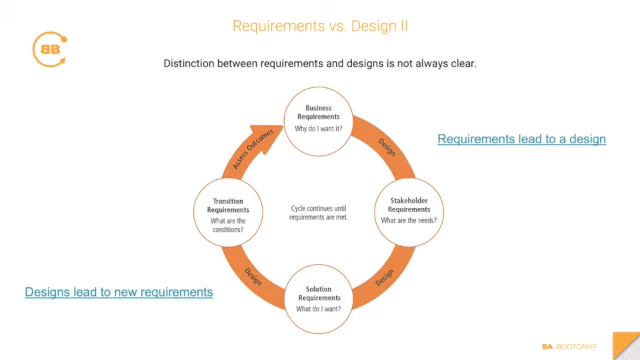 Requirements vs. Design II
BB
Distinction between requirements and designs is not always clear.
Business
Requirements
Why do I want it?
Assess Outcomes
Design
Requirements lead to a design
Transition
Requirements
What are the
conditions?
Cycle continues until
requirements are met.
Stakeholder
Requirements
What are the needs?
Designs lead to new requirements
Design
Design
Solution
Requirements
What do I want?
BA BOOTCAMP